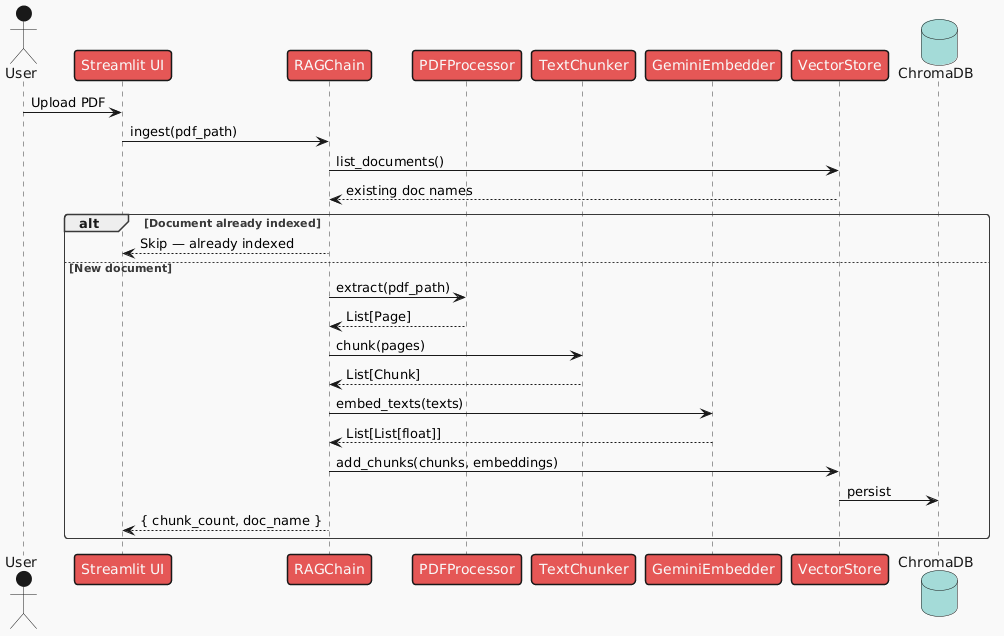 User
Streamlit UI
RAGChain
PDFProcessor
TextChunker
GeminiEmbedder
VectorStore
ChromaDB
Upload PDF
ingest(pdf_path)
list_documents()
existing doc names
alt
[Document already indexed]
Skip — already indexed
[New document]
extract(pdf_path)
List[Page]
chunk(pages)
List[Chunk]
embed_texts(texts)
List[List[float]]
add_chunks(chunks, embeddings)
persist
{ chunk_count, doc_name }
User
Streamlit UI
RAGChain
PDFProcessor
TextChunker
GeminiEmbedder
VectorStore
ChromaDB